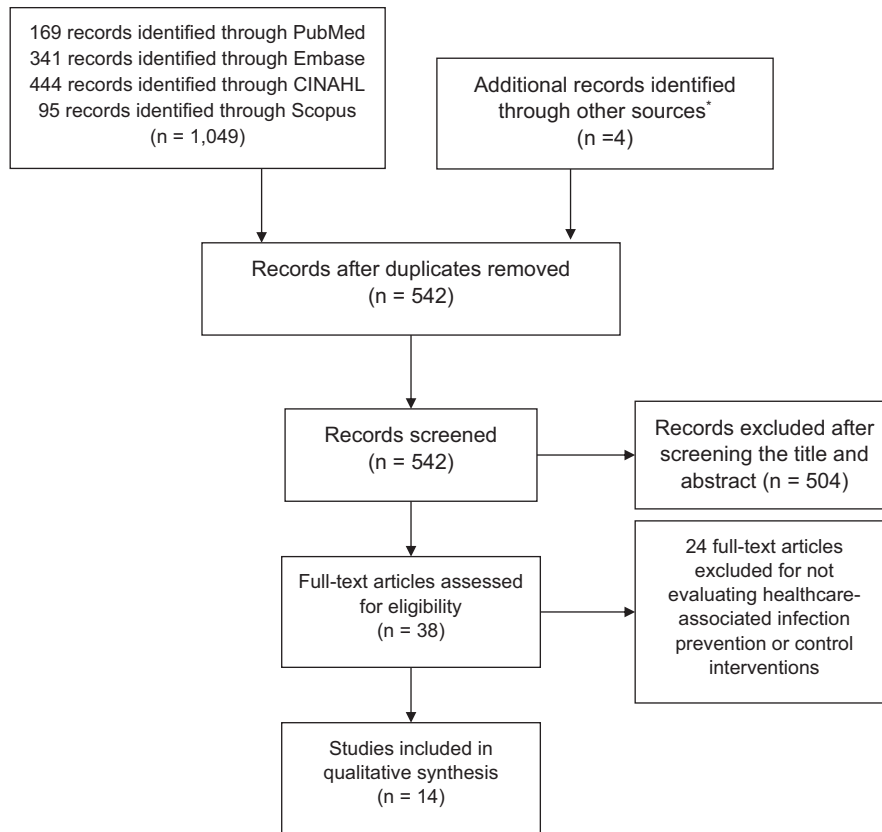 169 records identified through PubMed
341 records identified through Embase
444 records identified through CINAHL
95 records identified through Scopus
(n = 1,049)
Additional records identified
through other sources*
(n =4)
Records after duplicates removed
(n = 542)
Records screened
(n = 542)
Records excluded after
screening the title and
abstract (n = 504)
Full-text articles assessed
for eligibility
(n = 38)
24 full-text articles
excluded for not
evaluating healthcare-
associated infection
prevention or control
interventions
Studies included in
qualitative synthesis
(n = 14)